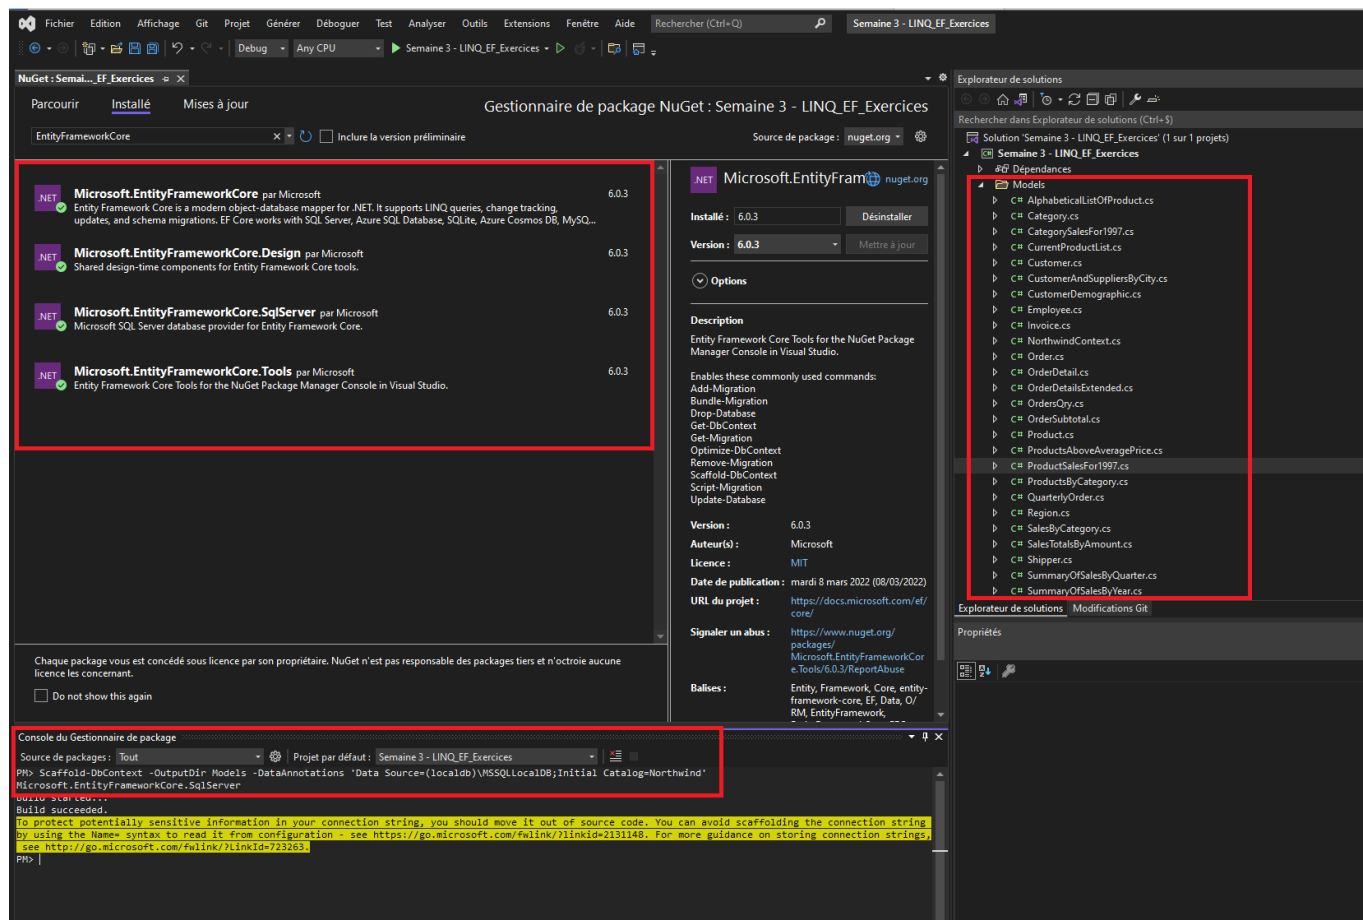 Fichier Edition Affichage Git Projet Générer Déboguer Test Analyser Outils Extensions Fenêtre Aide Rechercher (Ctrl+Q) Semaine 3 - LINQ_EF_Exercices
Debug Any CPU Semaine 3 - LINQ_EF_Exercices
NuGet : Semai..._EF_Exercices
Parcourir Installé Mises à jour
Gestionnaire de package NuGet : Semaine 3 - LINQ_EF_Exercices
EntityFrameworkCore Inclure la version préliminaire
Source de package : nuget.org
.NET Microsoft.EntityFrameworkCore par Microsoft 6.0.3
Entity Framework Core is a modern object-database mapper for .NET. It supports LINQ queries, change tracking,
updates, and schema migrations. EF Core works with SQL Server, Azure SQL Database, SQLite, Azure Cosmos DB, MySQ...
.NET Microsoft.EntityFrameworkCore.Design par Microsoft 6.0.3
Shared design-time components for Entity Framework Core tools.
.NET Microsoft.EntityFrameworkCore.SqlServer par Microsoft 6.0.3
Microsoft SQL Server database provider for Entity Framework Core.
.NET Microsoft.EntityFrameworkCore.Tools par Microsoft 6.0.3
Entity Framework Core Tools for the NuGet Package Manager Console in Visual Studio.
Chaque package vous est concédé sous licence par son propriétaire. NuGet n'est pas responsable des packages tiers et n'octroie aucune
licence les concernant.
Do not show this again
.NET Microsoft.EntityFram nuget.org
Installé : 6.0.3 Désinstaller
Version : 6.0.3 Mettre à jour
Options
Description
Entity Framework Core Tools for the NuGet Package
Manager Console in Visual Studio.
Enables these commonly used commands:
Add-Migration
Bundle-Migration
Drop-Database
Get-DbContext
Get-Migration
Optimize-DbContext
Remove-Migration
Scaffold-DbContext
Script-Migration
Update-Database
Version : 6.0.3
Auteur(s) : Microsoft
Licence : MIT
Date de publication : mardi 8 mars 2022 (08/03/2022)
URL du projet : https://docs.microsoft.com/ef/
core/
Signaler un abus : https://www.nuget.org/
packages/
Microsoft.EntityFrameworkCor
e.Tools/6.0.3/ReportAbuse
Balises : Entity, Framework, Core, entity-
framework-core, EF, Data, O/
RM, EntityFramework,
Console du Gestionnaire de package
Source de packages : Tout Projet par défaut : Semaine 3 - LINQ_EF_Exercices
PM> Scaffold-DbContext -OutputDir Models -DataAnnotations 'Data Source=(localdb)\MSSQLLocalDB;Initial Catalog=Northwind'
Microsoft.EntityFrameworkCore.SqlServer
Build started...
Build succeeded.
To protect potentially sensitive information in your connection string, you should move it out of source code. You can avoid scaffolding the connection string
by using the Name= syntax to read it from configuration - see https://go.microsoft.com/fwlink/?linkid=2131148. For more guidance on storing connection strings,
see http://go.microsoft.com/fwlink/?LinkId=723263.
PM>
Explorateur de solutions
Rechercher dans Explorateur de solutions (Ctrl+$)
Solution 'Semaine 3 - LINQ_EF_Exercices' (1 sur 1 projets)
C# Semaine 3 - LINQ_EF_Exercices
Dépendances
Models
C# AlphabeticalListOfProduct.cs
C# Category.cs
C# CategorySalesFor1997.cs
C# CurrentProductList.cs
C# Customer.cs
C# CustomerAndSuppliersByCity.cs
C# CustomerDemographic.cs
C# Employee.cs
C# Invoice.cs
C# NorthwindContext.cs
C# Order.cs
C# OrderDetail.cs
C# OrderDetailsExtended.cs
C# OrdersQry.cs
C# OrderSubtotal.cs
C# Product.cs
C# ProductsAboveAveragePrice.cs
C# ProductSalesFor1997.cs
C# ProductsByCategory.cs
C# QuarterlyOrder.cs
C# Region.cs
C# SalesByCategory.cs
C# SalesTotalsByAmount.cs
C# Shipper.cs
C# SummaryOfSalesByQuarter.cs
C# SummaryOfSalesByYear.cs
Explorateur de solutions Modifications Git
Propriétés